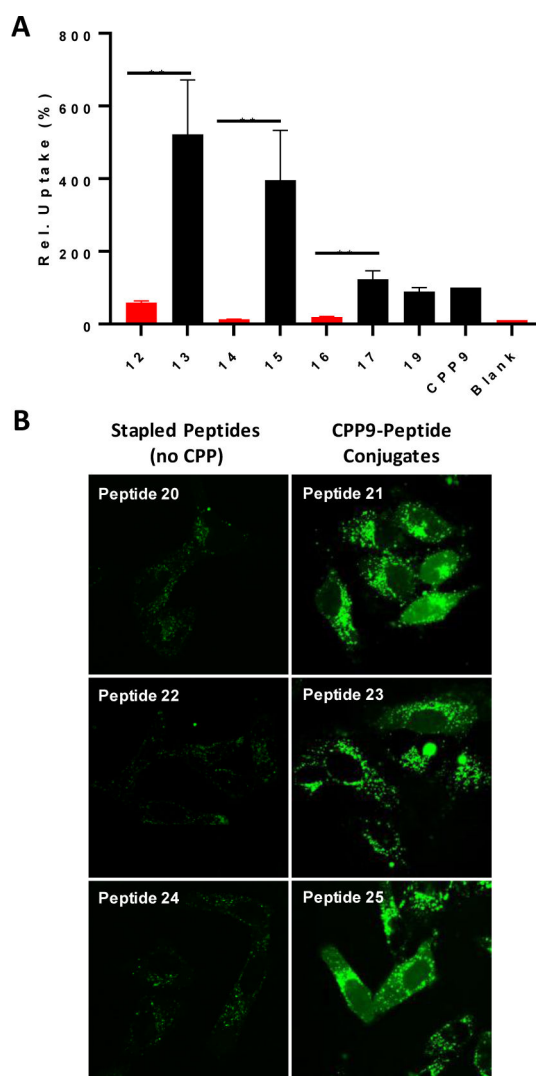 A
800
600
400
200
0
Rel. Uptake (%)
**
**
**
12
13
14
15
16
17
19
CPP9
Blank
B
Stapled Peptides
(no CPP)
CPP9-Peptide
Conjugates
Peptide 20
Peptide 21
Peptide 22
Peptide 23
Peptide 24
Peptide 25